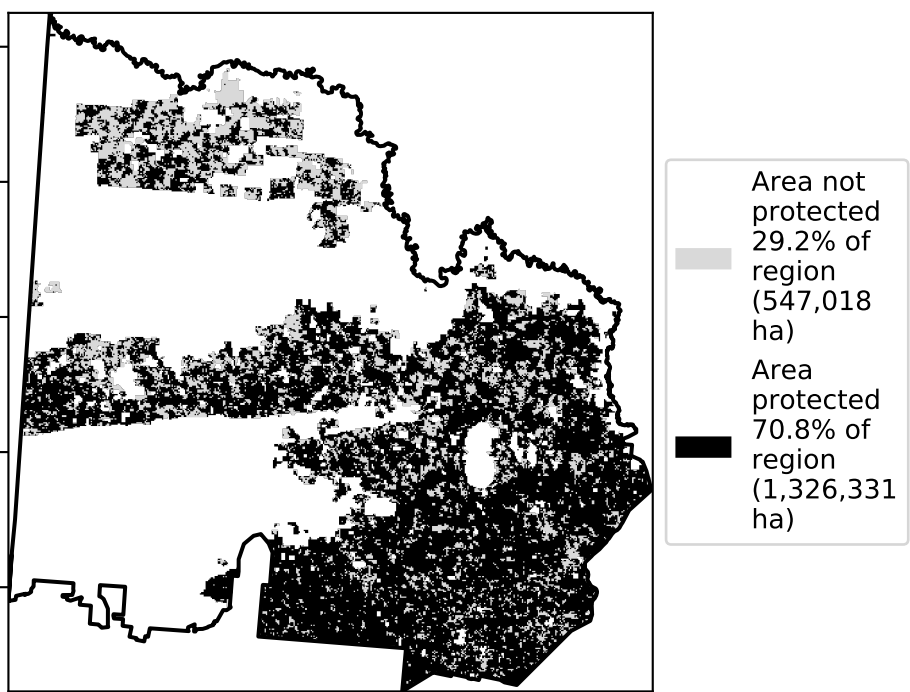 Area not
protected
29.2% of
region
(547,018
ha)
Area
protected
70.8% of
region
(1,326,331
ha)